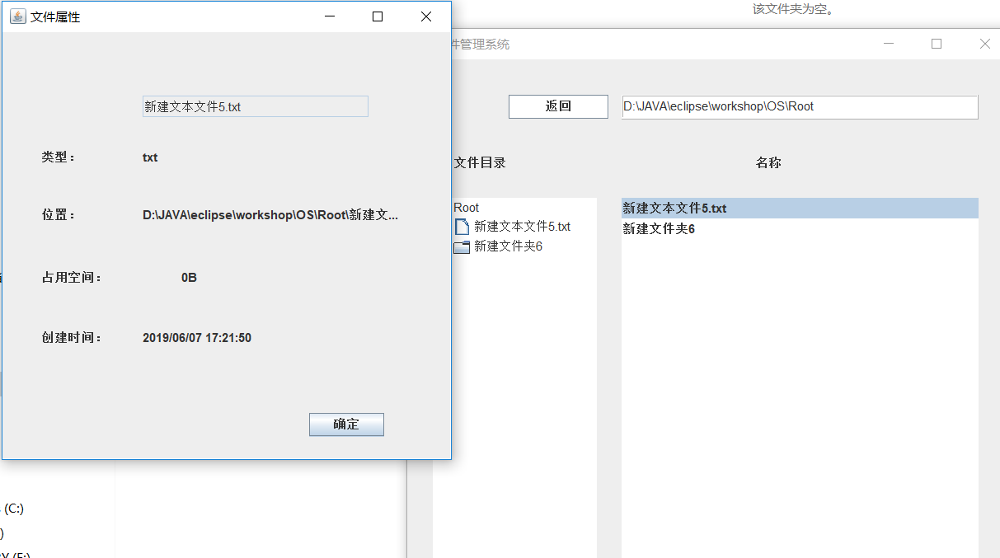 文件属性
新建文本文件5.txt
类型：
txt
位置：
D:\JAVA\eclipse\workshop\OS\Root\新建文...
占用空间：
0B
创建时间：
2019/06/07 17:21:50
确定
该文件夹为空。
件管理系统
返回
D:\JAVA\eclipse\workshop\OS\Root
文件目录
名称
Root
新建文本文件5.txt
新建文件夹6
新建文本文件5.txt
新建文件夹6
(C:)
)